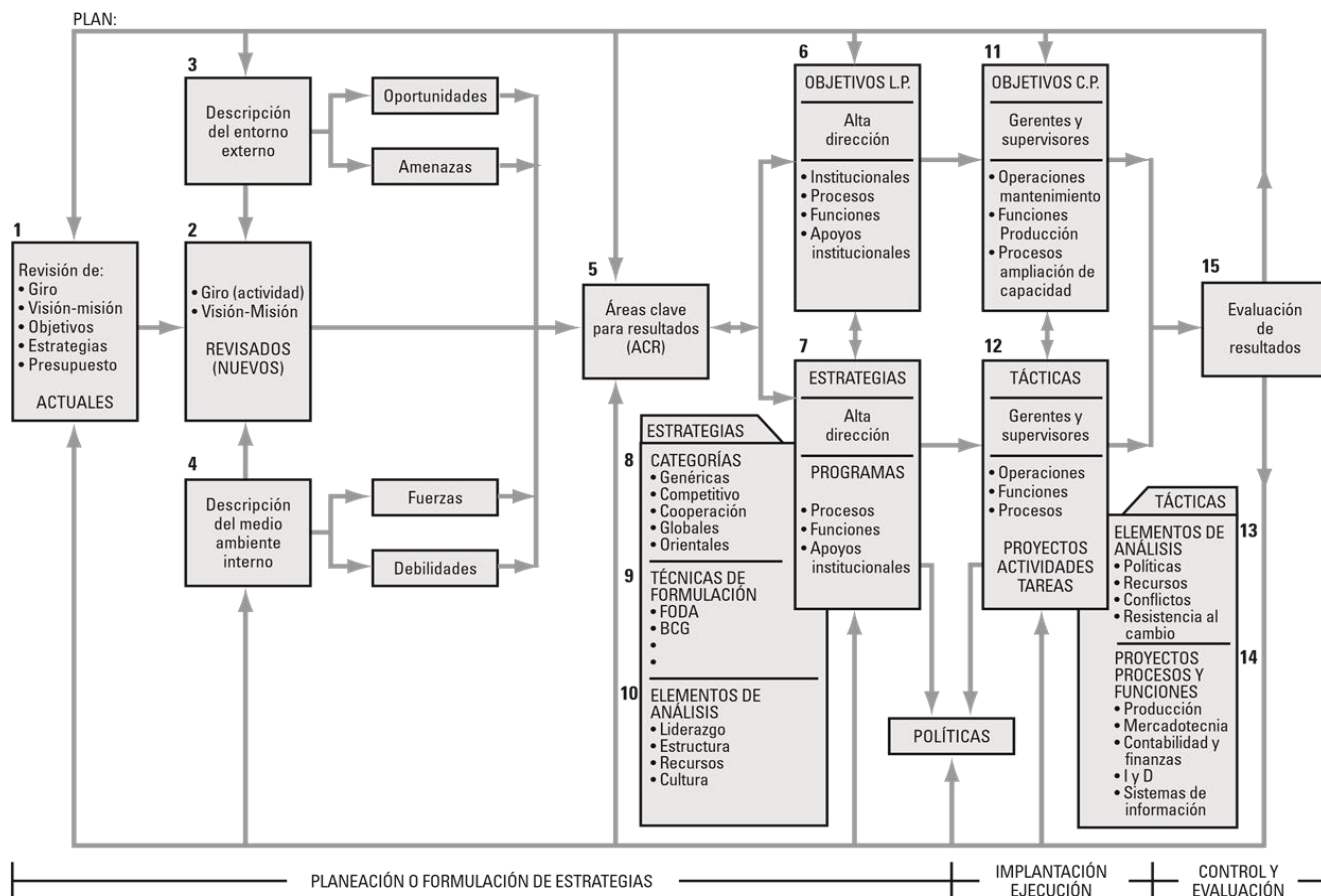 PLAN:
3
Descripción
del entorno
externo
Oportunidades
Amenazas
1
Revisión de:
• Giro
• Visión-misión
• Objetivos
• Estrategias
• Presupuesto
ACTUALES
2
• Giro (actividad)
• Visión-Misión
REVISADOS
(NUEVOS)
4
Descripción
del medio
ambiente
interno
Fuerzas
Debilidades
5
Áreas clave
para resultados
(ACR)
6
OBJETIVOS L.P.
Alta
dirección
• Institucionales
• Procesos
• Funciones
• Apoyos
institucionales
7
ESTRATEGIAS
Alta
dirección
PROGRAMAS
• Procesos
• Funciones
• Apoyos
institucionales
ESTRATEGIAS
8
CATEGORÍAS
• Genéricas
• Competitivo
• Cooperación
• Globales
• Orientales
9
TÉCNICAS DE
FORMULACIÓN
• FODA
• BCG
•
•
10
ELEMENTOS DE
ANÁLISIS
• Liderazgo
• Estructura
• Recursos
• Cultura
11
OBJETIVOS C.P.
Gerentes y
supervisores
• Operaciones
mantenimiento
• Funciones
Producción
• Procesos
ampliación de
capacidad
12
TÁCTICAS
Gerentes y
supervisores
• Operaciones
• Funciones
• Procesos
PROYECTOS
ACTIVIDADES
TAREAS
POLÍTICAS
TÁCTICAS
13
ELEMENTOS DE
ANÁLISIS
• Políticas
• Recursos
• Conflictos
• Resistencia al
cambio
14
PROYECTOS
PROCESOS Y
FUNCIONES
• Producción
• Mercadotecnia
• Contabilidad y
finanzas
• I y D
• Sistemas de
información
15
Evaluación
de
resultados
PLANEACIÓN O FORMULACIÓN DE ESTRATEGIAS
IMPLANTACIÓN
EJECUCIÓN
CONTROL Y
EVALUACIÓN